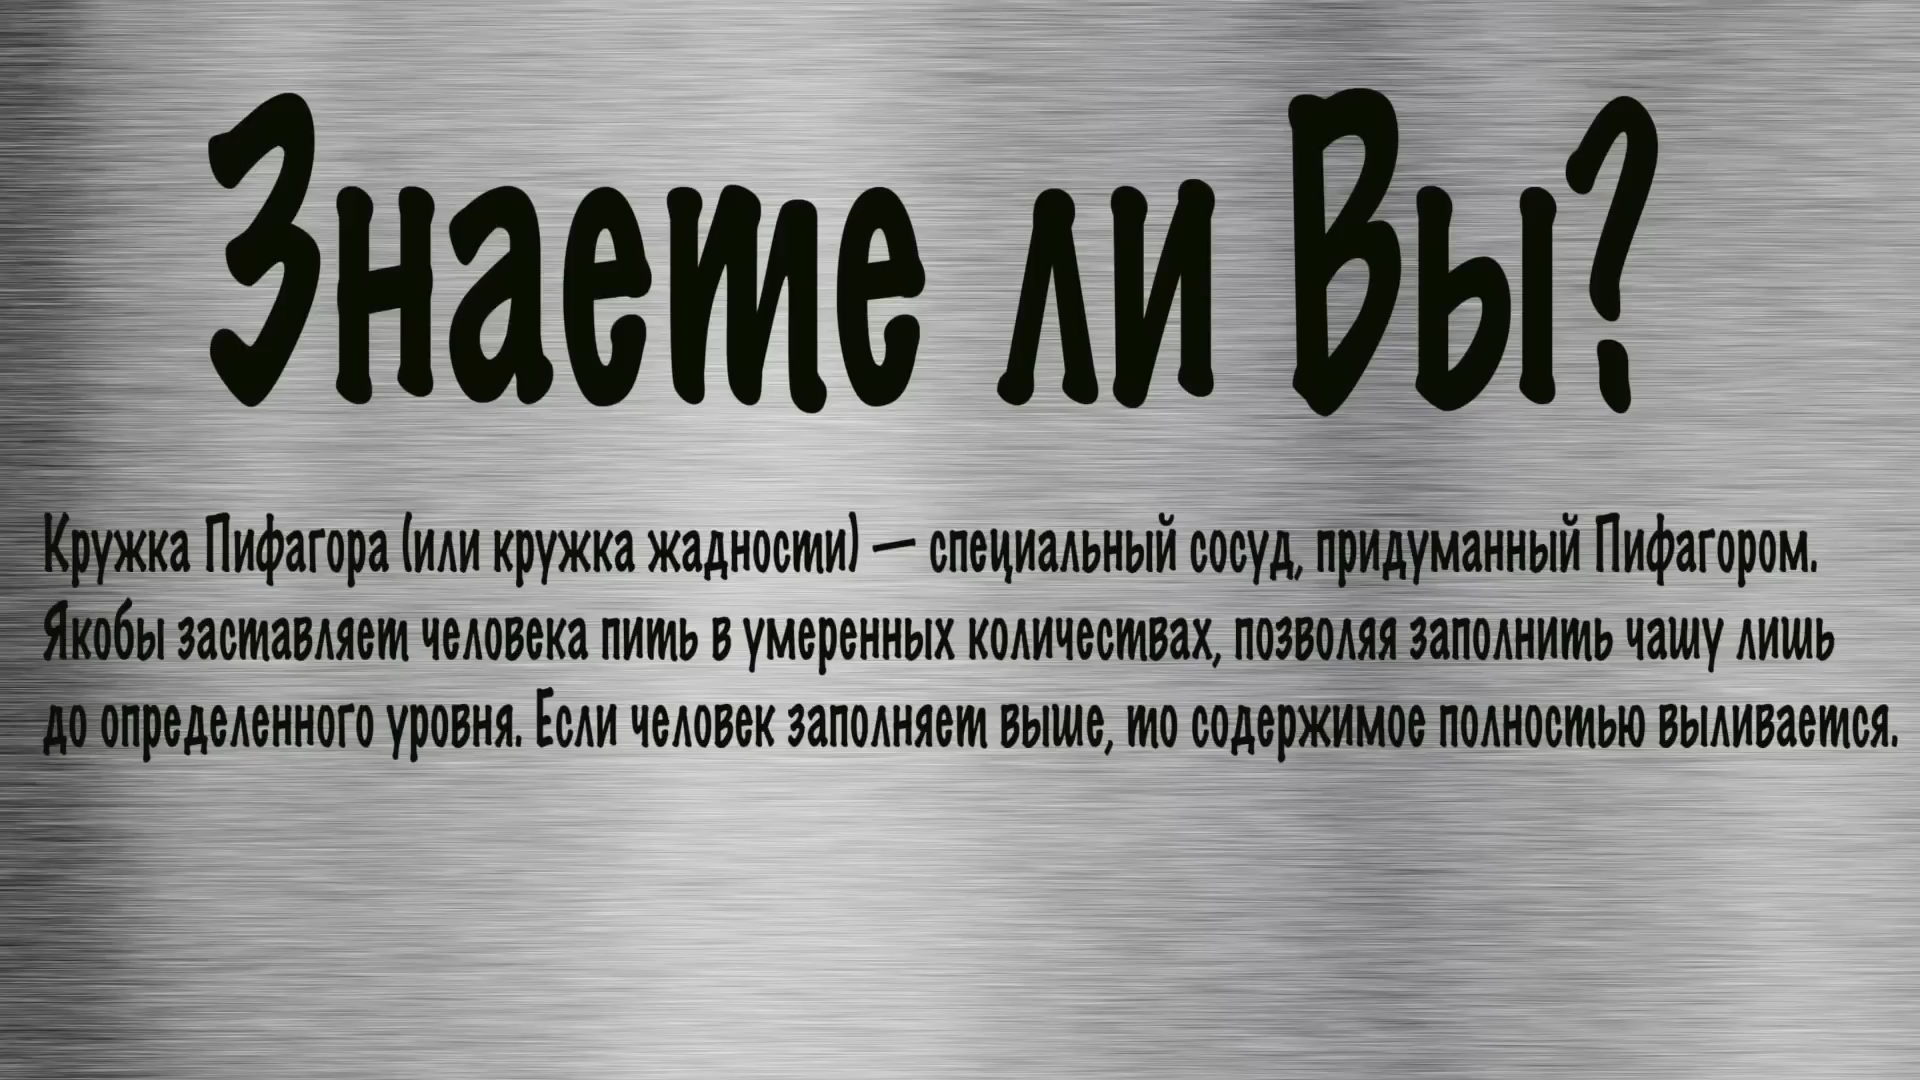 Знаете ли Вы?
Кружка Пифагора (или кружка жадности) — специальный сосуд, придуманный Пифагором.
Якобы заставляет человека пить в умеренных количествах, позволяя заполнить чашу лишь
до определенного уровня. Если человек заполняет выше, то содержимое полностью выливается.